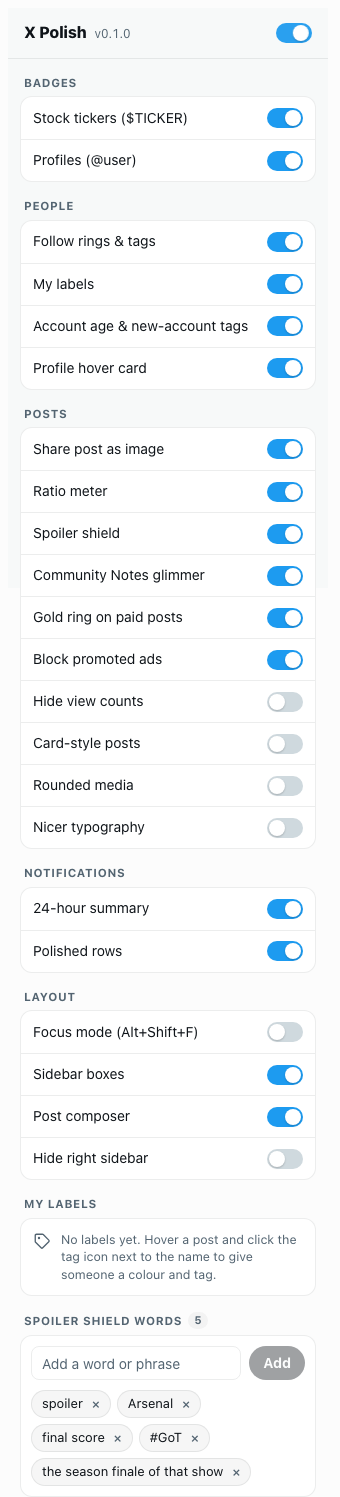 X Polish v0.1.0
BADGES
Stock tickers ($TICKER)
Profiles (@user)
PEOPLE
Follow rings & tags
My labels
Account age & new-account tags
Profile hover card
POSTS
Share post as image
Ratio meter
Spoiler shield
Community Notes glimmer
Gold ring on paid posts
Block promoted ads
Hide view counts
Card-style posts
Rounded media
Nicer typography
NOTIFICATIONS
24-hour summary
Polished rows
LAYOUT
Focus mode (Alt+Shift+F)
Sidebar boxes
Post composer
Hide right sidebar
MY LABELS
No labels yet. Hover a post and click the
tag icon next to the name to give
someone a colour and tag.
SPOILER SHIELD WORDS 5
Add a word or phrase Add
spoiler × Arsenal ×
final score × #GoT ×
the season finale of that show ×